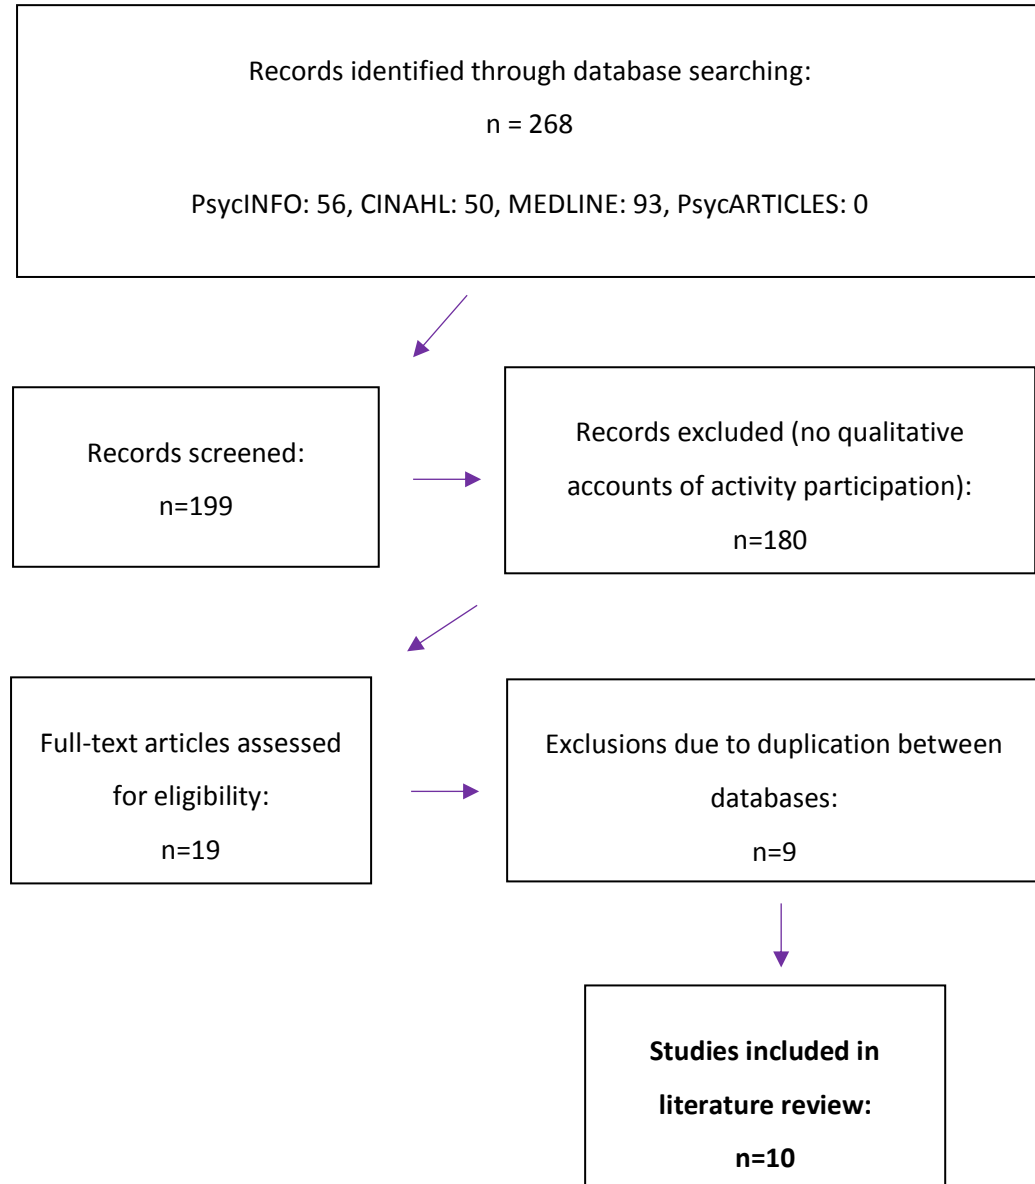 Records identified through database searching:
n = 268
PsycINFO: 56, CINAHL: 50, MEDLINE: 93, PsycARTICLES: 0
Records screened:
n=199
Records excluded (no qualitative
accounts of activity participation):
n=180
Full-text articles assessed
for eligibility:
n=19
Exclusions due to duplication between
databases:
n=9
Studies included in
literature review:
n=10